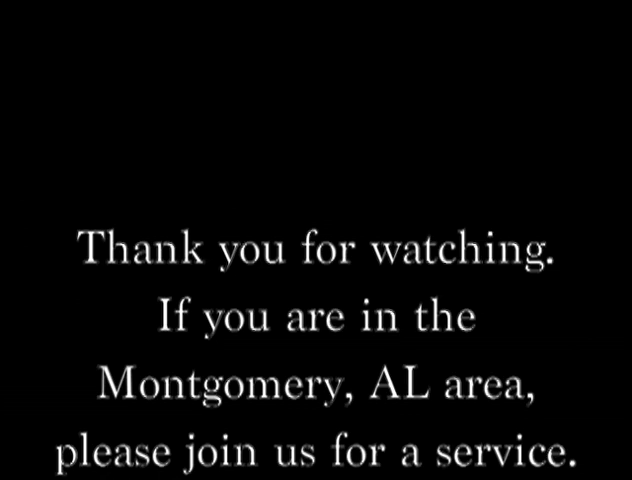 Thank you for watching.
If you are in the
Montgomery, AL area,
please join us for a service.